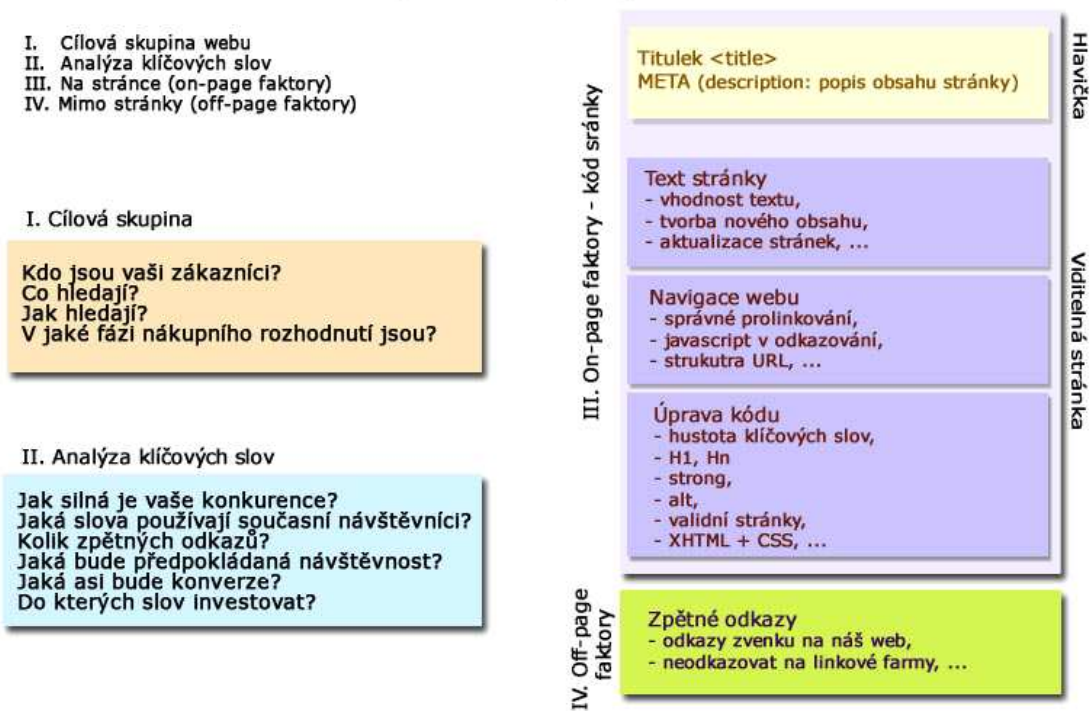 I. Cílová skupina webu
II. Analýza klíčových slov
III. Na stránce (on-page faktory)
IV. Mimo stránky (off-page faktory)
I. Cílová skupina
Kdo jsou vaši zákazníci?
Co hledají?
Jak hledají?
V jaké fázi nákupního rozhodnutí jsou?
II. Analýza klíčových slov
Jak silná je vaše konkurence?
Jaká slova používají současní návštěvníci?
Kolik zpětných odkazů?
Jaká bude předpokládaná návštěvnost?
Jaká asi bude konverze?
Do kterých slov investovat?
III. On-page faktory - kód sránky
Hlavička
Titulek <title>
META (description: popis obsahu stránky)
Viditelná stránka
Text stránky
- vhodnost textu,
- tvorba nového obsahu,
- aktualizace stránek, ...
Navigace webu
- správné prolinkování,
- javascript v odkazování,
- strukutra URL, ...
Úprava kódu
- hustota klíčových slov,
- H1, Hn
- strong,
- alt,
- validní stránky,
- XHTML + CSS, ...
IV. Off-page
faktory
Zpětné odkazy
- odkazy zvenku na náš web,
- neodkazovat na linkové farmy, ...